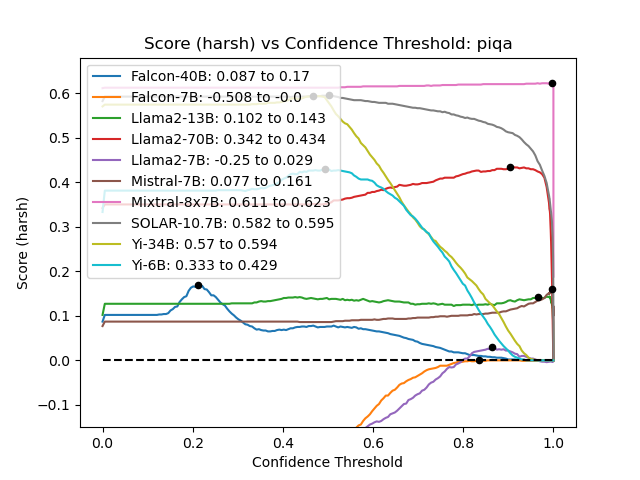 Score (harsh) vs Confidence Threshold: piqa
Falcon-40B: 0.087 to 0.17
Falcon-7B: -0.508 to -0.0
Llama2-13B: 0.102 to 0.143
Llama2-70B: 0.342 to 0.434
Llama2-7B: -0.25 to 0.029
Mistral-7B: 0.077 to 0.161
Mixtral-8x7B: 0.611 to 0.623
SOLAR-10.7B: 0.582 to 0.595
Yi-34B: 0.57 to 0.594
Yi-6B: 0.333 to 0.429
0.6
0.5
0.4
0.3
0.2
0.1
0.0
−0.1
Score (harsh)
0.0 0.2 0.4 0.6 0.8 1.0
Confidence Threshold